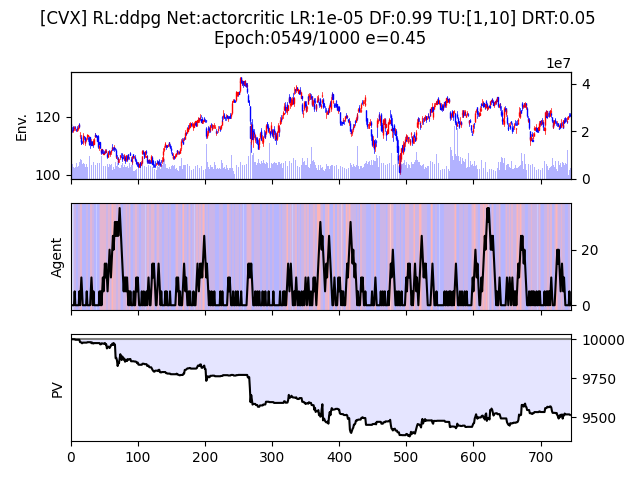 [CVX] RL:ddpg Net:actorcritic LR:1e-05 DF:0.99 TU:[1,10] DRT:0.05
Epoch:0549/1000 e=0.45
1e7
Env.
120
100
4
2
0
Agent
20
0
PV
10000
9750
9500
0 100 200 300 400 500 600 700